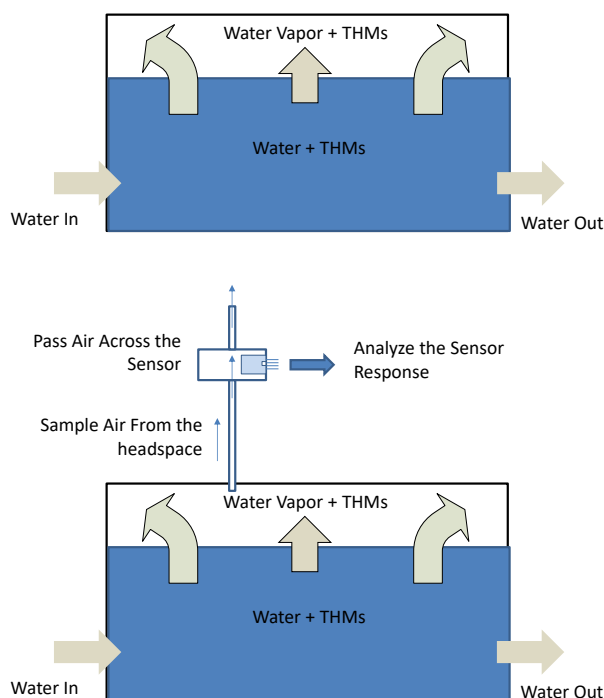 Water Vapor + THMs
Water + THMs
Water In
Water Out
Pass Air Across the
Sensor
Analyze the Sensor
Response
Sample Air From the
headspace
Water Vapor + THMs
Water + THMs
Water In
Water Out